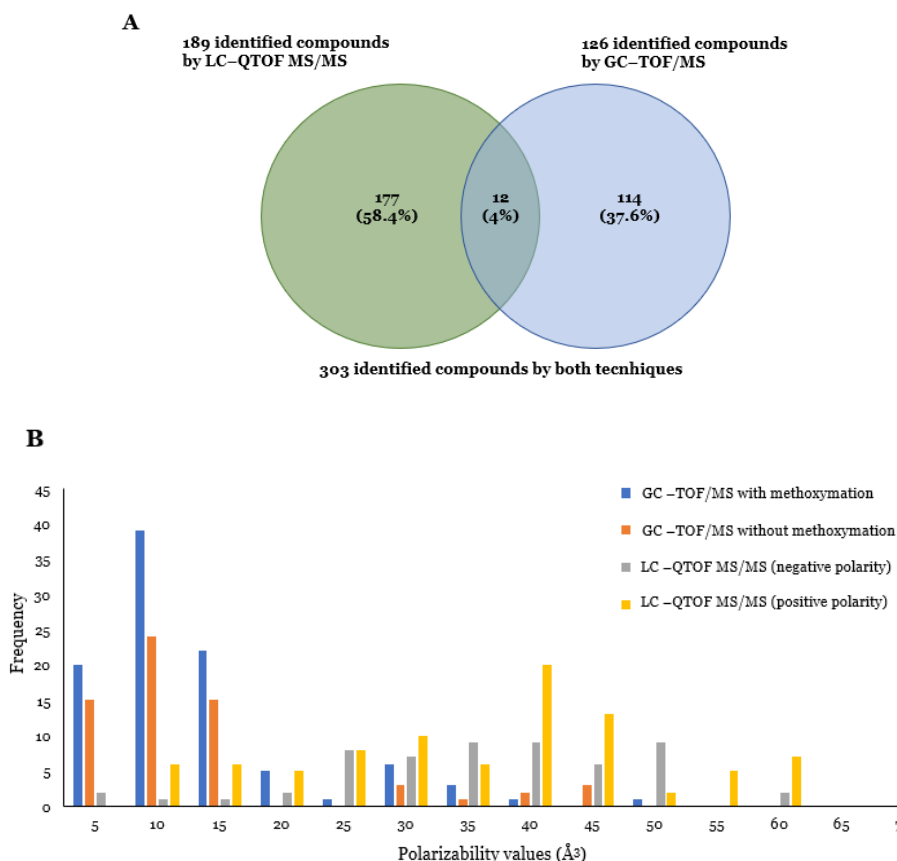 A
189 identified compounds
by LC–QTOF MS/MS
126 identified compounds
by GC–TOF/MS
177
(58.4%)
12
(4%)
114
(37.6%)
303 identified compounds by both tecnhiques
B
45
40
35
30
25
20
15
10
5
0
Frequency
GC –TOF/MS with methoxymation
GC –TOF/MS without methoxymation
LC –QTOF MS/MS (negative polarity)
LC –QTOF MS/MS (positive polarity)
5 10 15 20 25 30 35 40 45 50 55 60 65
Polarizability values (Å3)